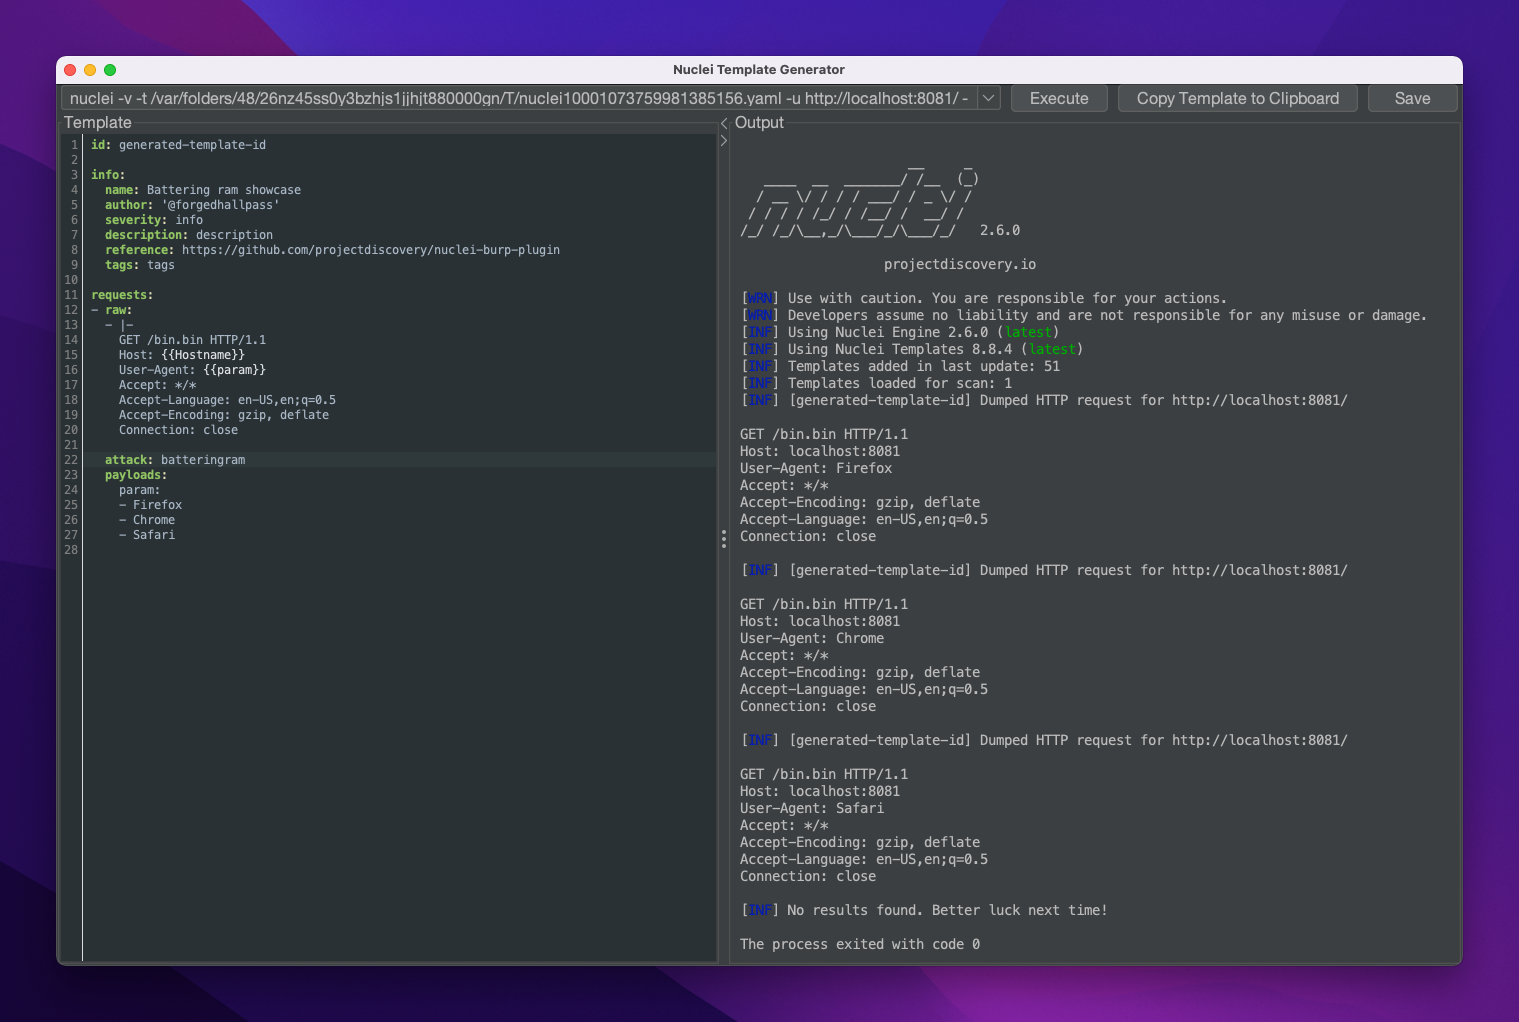 Nuclei Template Generator
nuclei -v -t /var/folders/48/26nz45ss0y3bzhjs1jjhjt880000gn/T/nuclei10001073759981385156.yaml -u http://localhost:8081/ -
Execute
Copy Template to Clipboard
Save
Template
1 id: generated-template-id
2
3 info:
4   name: Battering ram showcase
5   author: '@forgedhallpass'
6   severity: info
7   description: description
8   reference: https://github.com/projectdiscovery/nuclei-burp-plugin
9   tags: tags
10
11 requests:
12 - raw:
13   - |-
14     GET /bin.bin HTTP/1.1
15     Host: {{Hostname}}
16     User-Agent: {{param}}
17     Accept: */*
18     Accept-Language: en-US,en;q=0.5
19     Accept-Encoding: gzip, deflate
20     Connection: close
21
22   attack: batteringram
23   payloads:
24     param:
25     - Firefox
26     - Chrome
27     - Safari
28
Output
                     __     _
   ____  __  _______/ /__  (_)
  / __ \/ / / / ___/ / _ \/ /
 / / / / /_/ / /__/ /  __/ /
/_/ /_/\__,_/\___/_/\___/_/   2.6.0
projectdiscovery.io
[WRN] Use with caution. You are responsible for your actions.
[WRN] Developers assume no liability and are not responsible for any misuse or damage.
[INF] Using Nuclei Engine 2.6.0 (latest)
[INF] Using Nuclei Templates 8.8.4 (latest)
[INF] Templates added in last update: 51
[INF] Templates loaded for scan: 1
[INF] [generated-template-id] Dumped HTTP request for http://localhost:8081/
GET /bin.bin HTTP/1.1
Host: localhost:8081
User-Agent: Firefox
Accept: */*
Accept-Encoding: gzip, deflate
Accept-Language: en-US,en;q=0.5
Connection: close
[INF] [generated-template-id] Dumped HTTP request for http://localhost:8081/
GET /bin.bin HTTP/1.1
Host: localhost:8081
User-Agent: Chrome
Accept: */*
Accept-Encoding: gzip, deflate
Accept-Language: en-US,en;q=0.5
Connection: close
[INF] [generated-template-id] Dumped HTTP request for http://localhost:8081/
GET /bin.bin HTTP/1.1
Host: localhost:8081
User-Agent: Safari
Accept: */*
Accept-Encoding: gzip, deflate
Accept-Language: en-US,en;q=0.5
Connection: close
[INF] No results found. Better luck next time!
The process exited with code 0